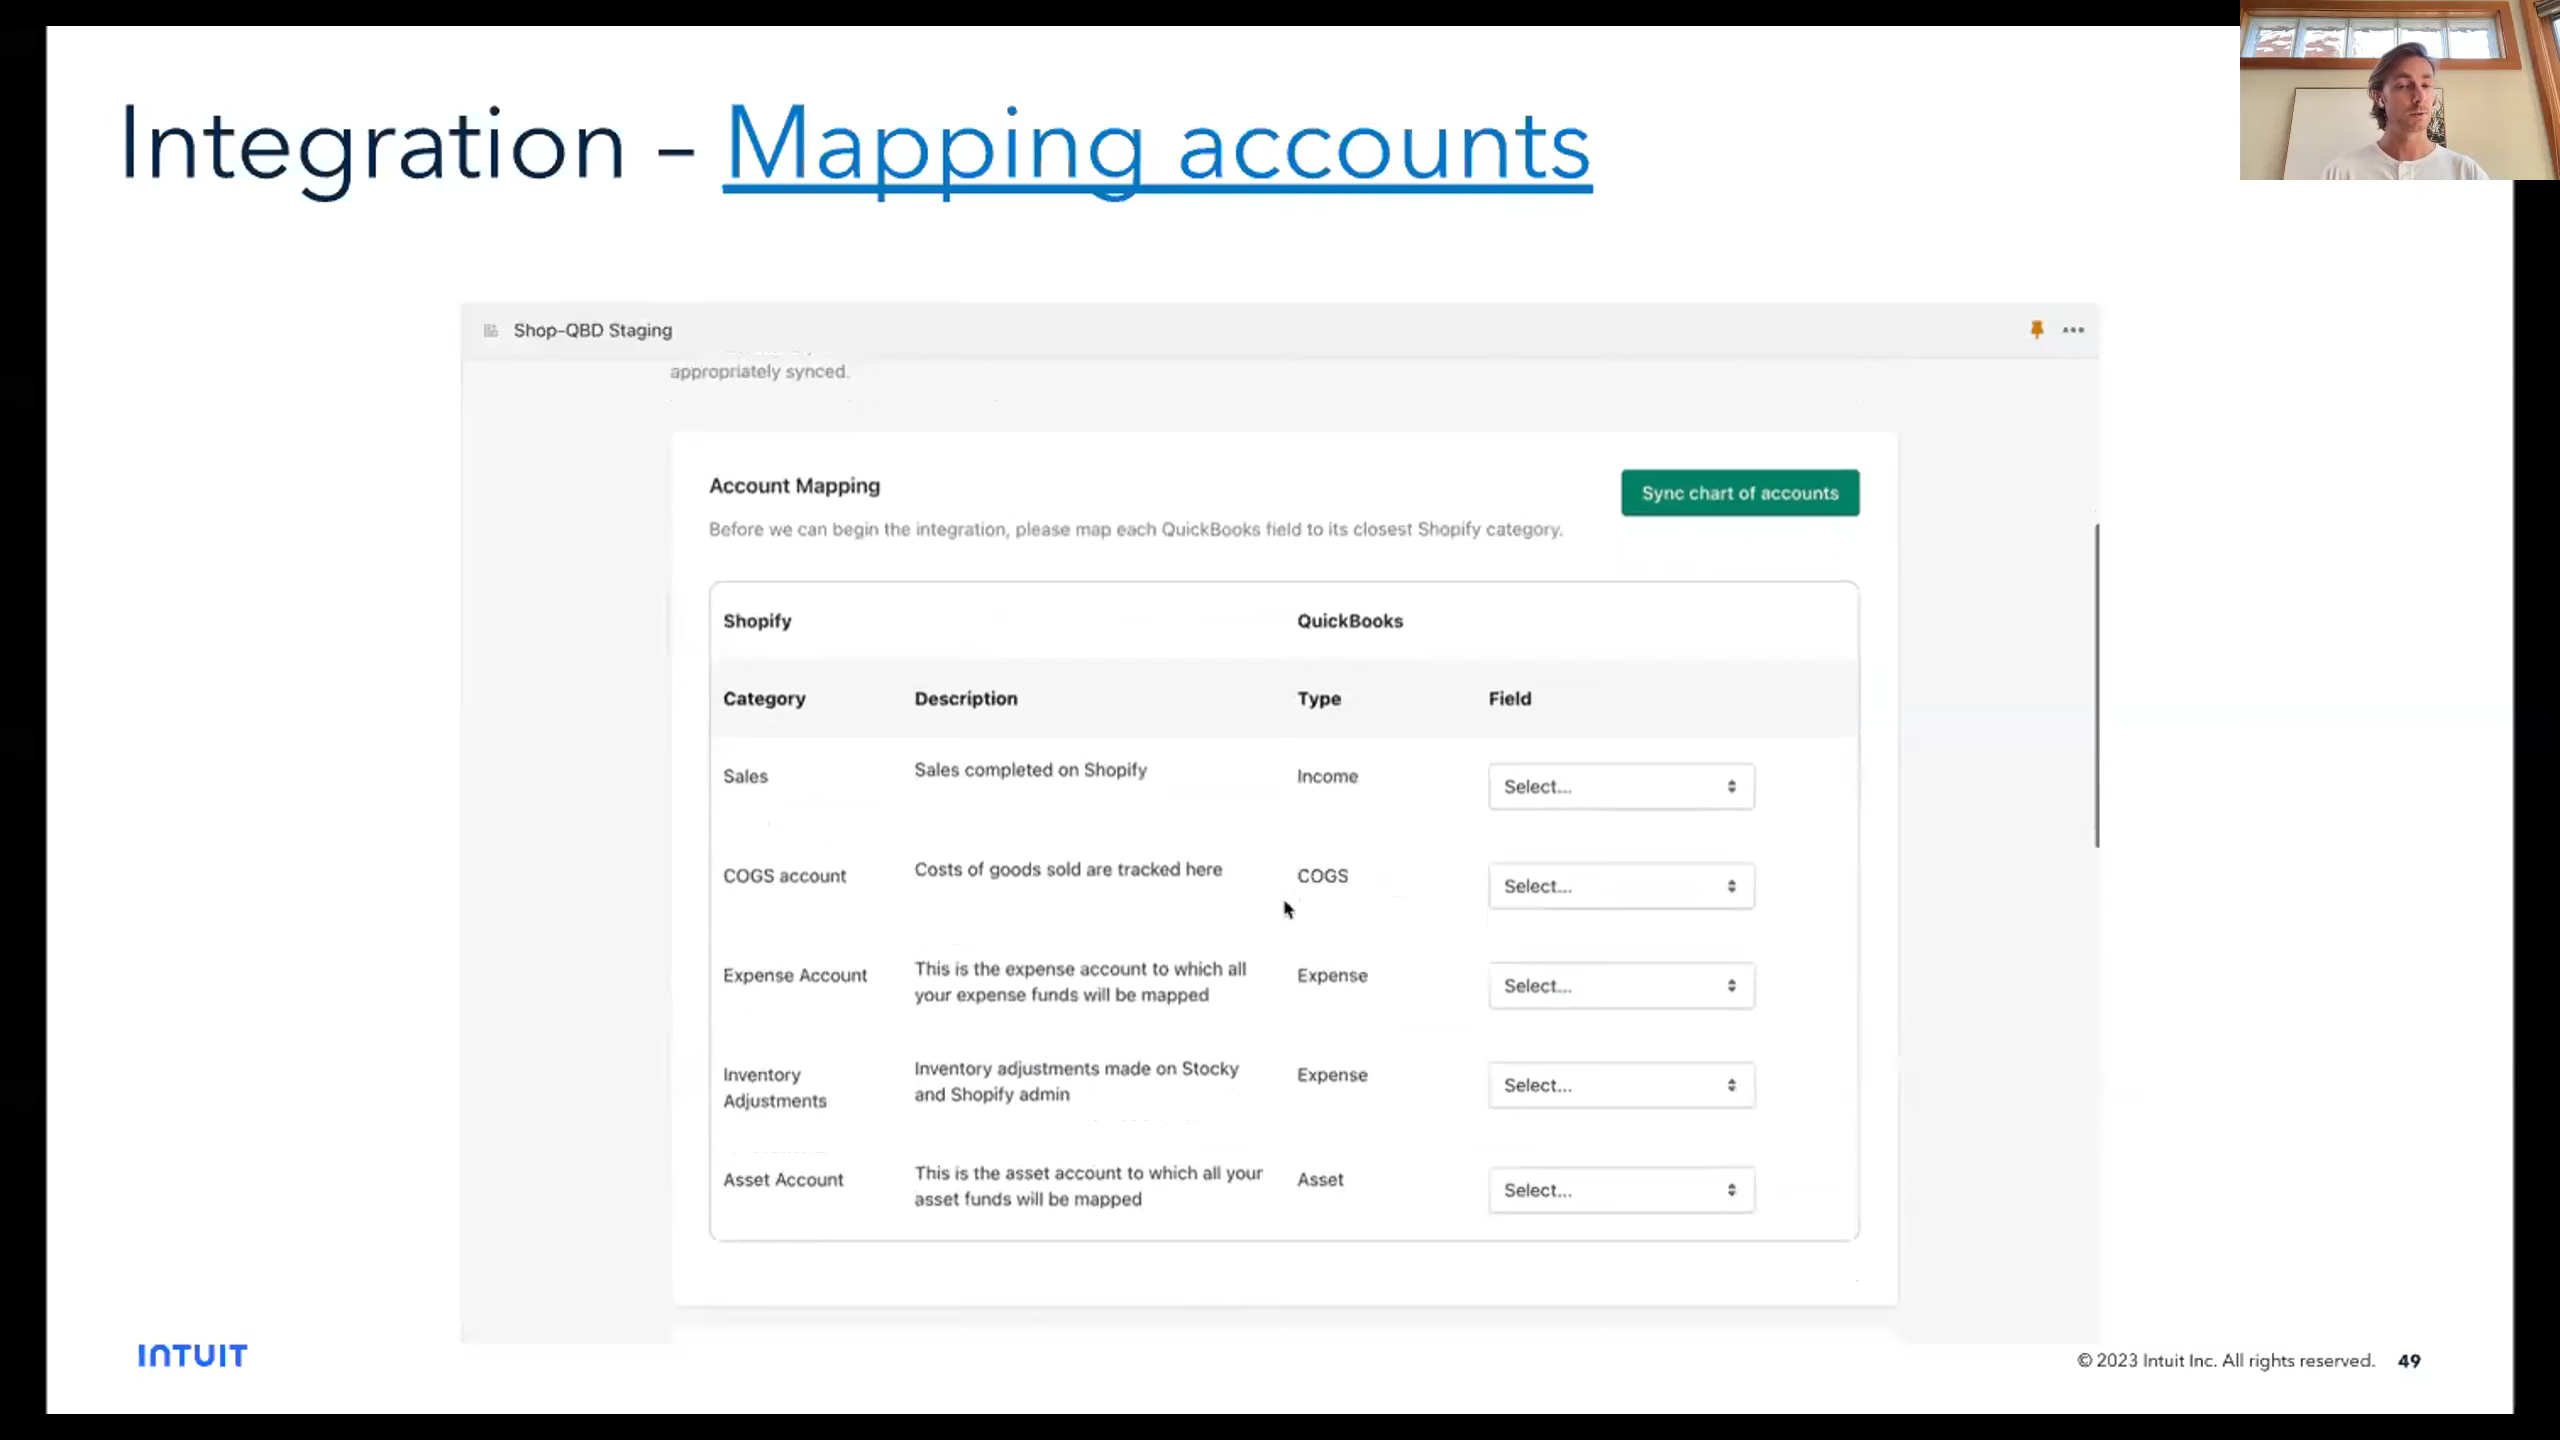 Integration – Mapping accounts
Shop-QBD Staging
appropriately synced.
Account Mapping
Sync chart of accounts
Before we can begin the integration, please map each QuickBooks field to its closest Shopify category.
Shopify QuickBooks
Category Description Type Field
Sales Sales completed on Shopify Income Select...
COGS account Costs of goods sold are tracked here COGS Select...
Expense Account This is the expense account to which all Expense Select...
your expense funds will be mapped
Inventory Inventory adjustments made on Stocky Expense Select...
Adjustments and Shopify admin
Asset Account This is the asset account to which all your Asset Select...
asset funds will be mapped
INTUIT
© 2023 Intuit Inc. All rights reserved. 49